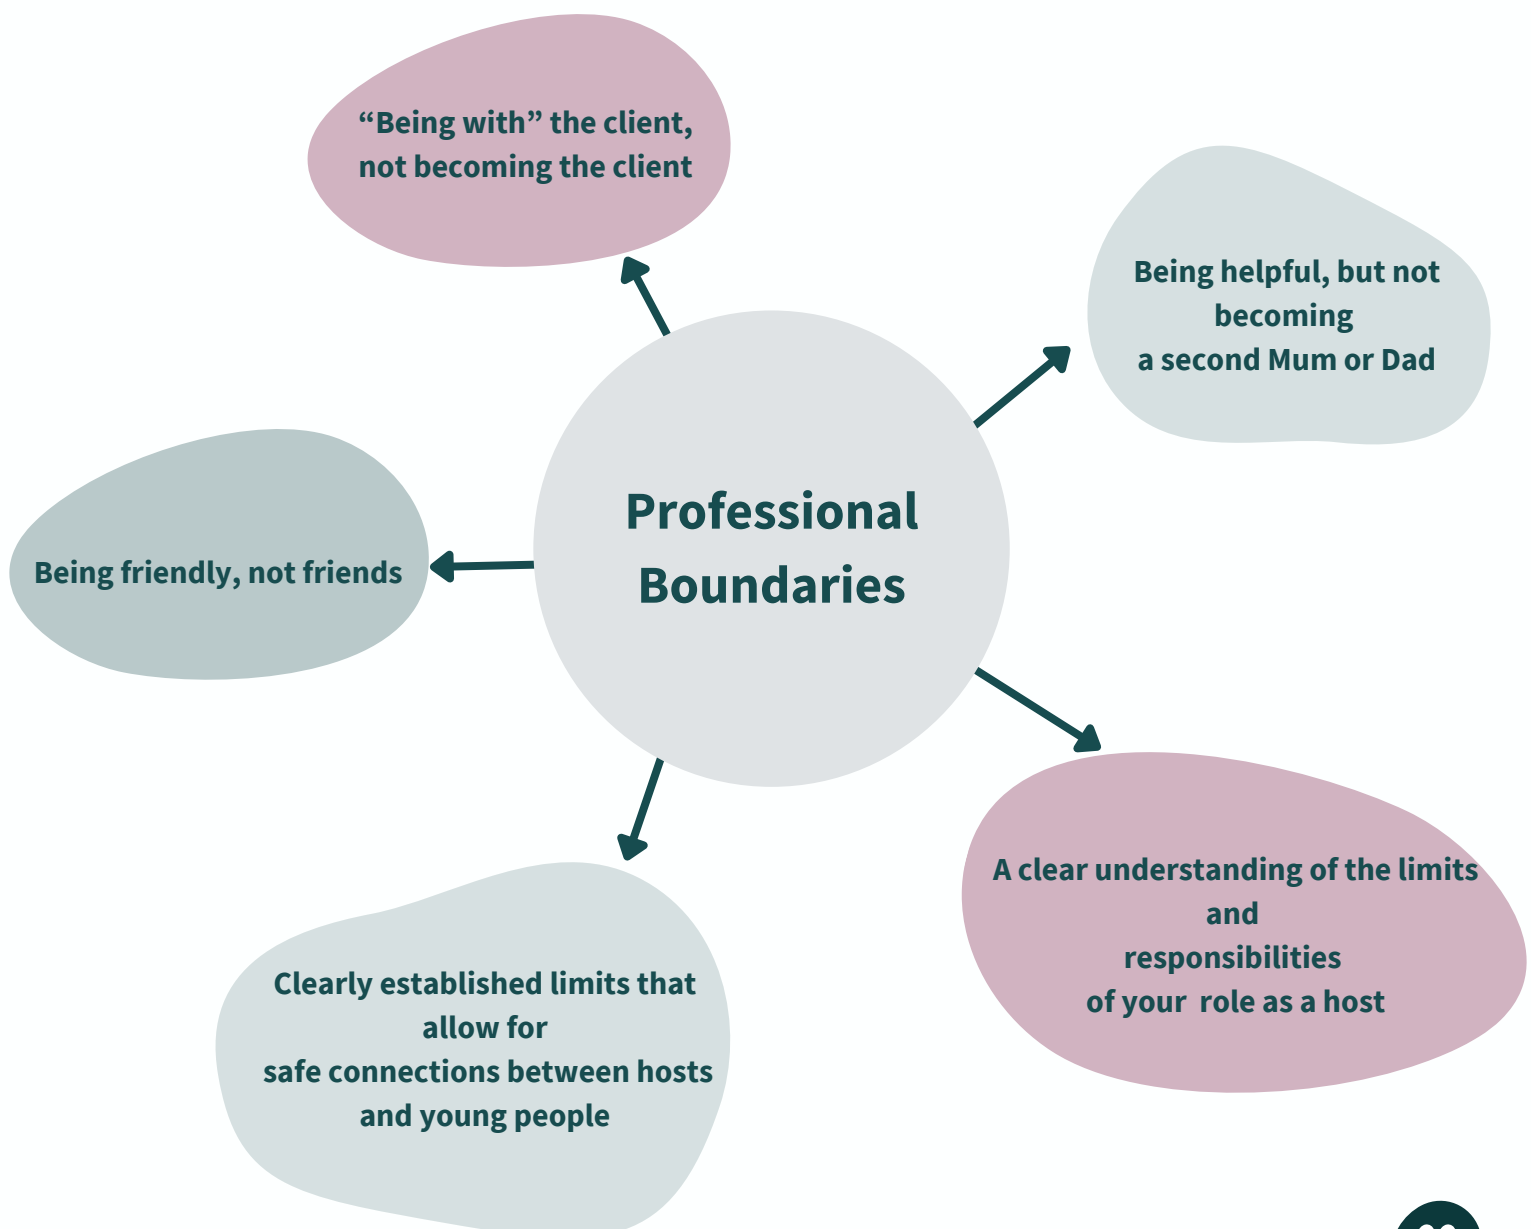 “Being with” the client,
not becoming the client
Being helpful, but not
becoming
a second Mum or Dad
Professional
Boundaries
Being friendly, not friends
A clear understanding of the limits
and
responsibilities
of your  role as a host
Clearly established limits that
allow for
safe connections between hosts
and young people